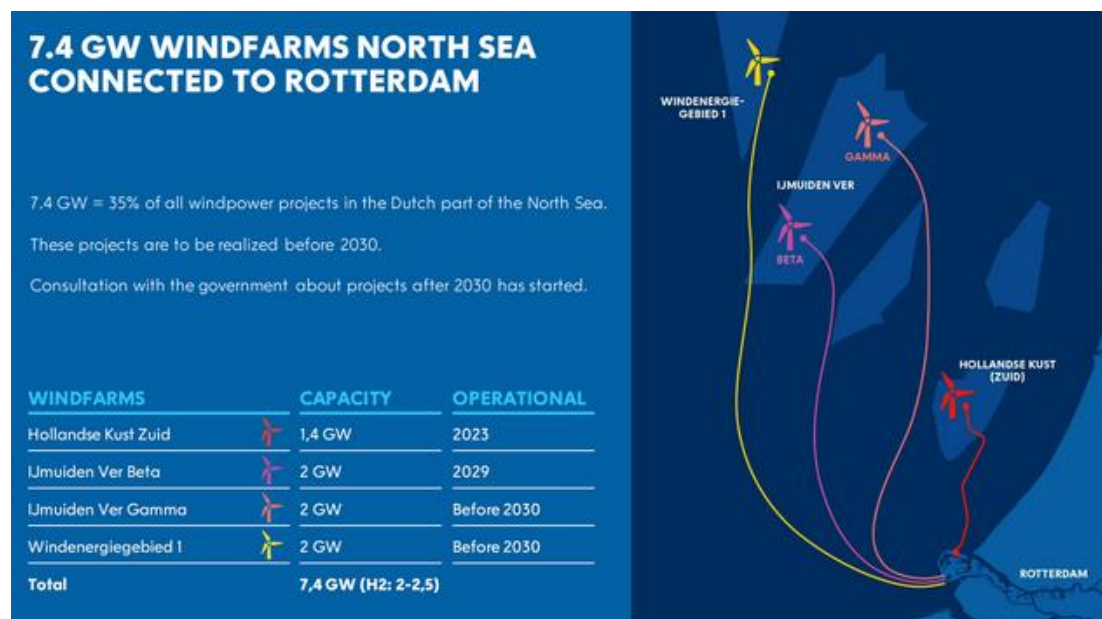 7.4 GW WINDFARMS NORTH SEA
CONNECTED TO ROTTERDAM
7.4 GW = 35% of all windpower projects in the Dutch part of the North Sea.
These projects are to be realized before 2030.
Consultation with the government about projects after 2030 has started.
WINDFARMS CAPACITY OPERATIONAL
Hollandse Kust Zuid 1,4 GW 2023
IJmuiden Ver Beta 2 GW 2029
IJmuiden Ver Gamma 2 GW Before 2030
Windenergiegebied 1 2 GW Before 2030
Total 7,4 GW (H2: 2-2,5)
WINDENERGIE-
GEBIED 1
GAMMA
IJMUIDEN VER
BETA
HOLLANDSE KUST
(ZUID)
ROTTERDAM